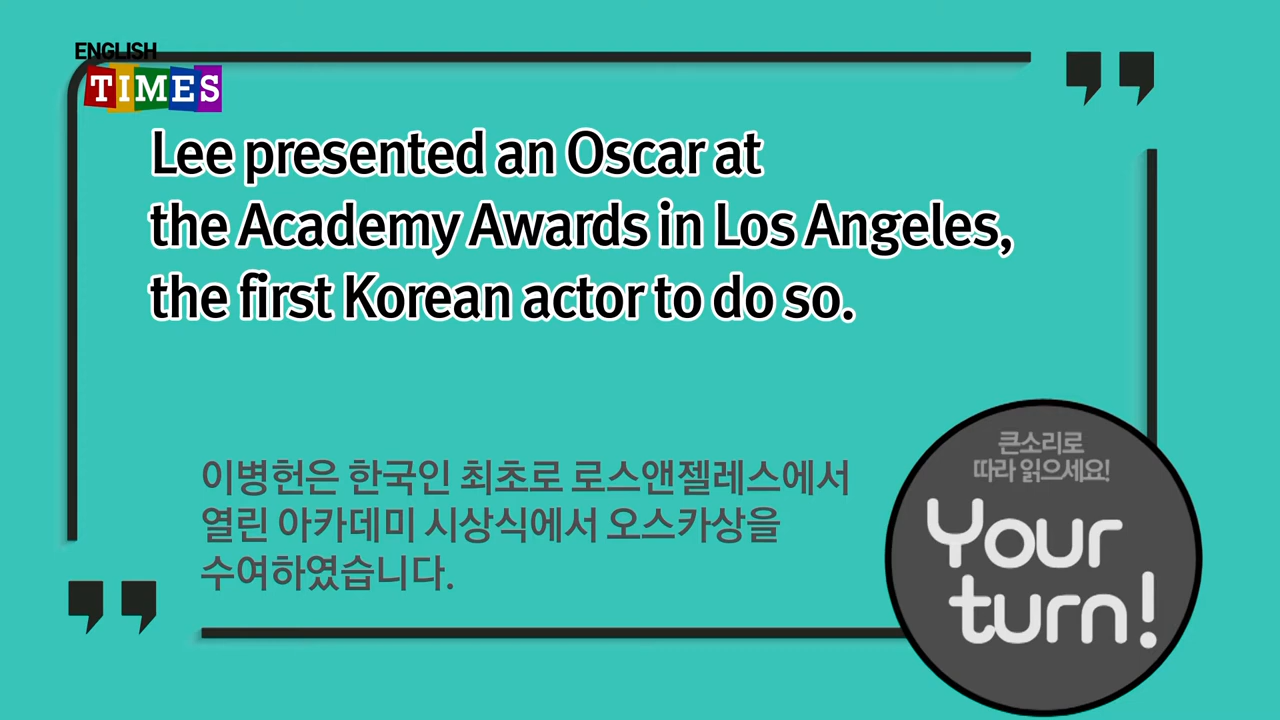 ENGLISH
TIMES
Lee presented an Oscar at
the Academy Awards in Los Angeles,
the first Korean actor to do so.
이병헌은 한국인 최초로 로스앤젤레스에서
열린 아카데미 시상식에서 오스카상을
수여하였습니다.
큰소리로
따라 읽으세요!
Your
turn!